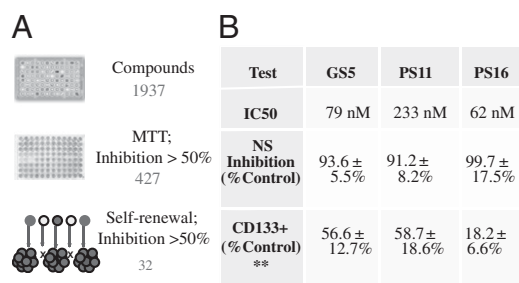 A
Compounds
1937
MTT;
Inhibition > 50%
427
Self-renewal;
Inhibition >50%
x x
32
B
Test GS5 PS11 PS16
IC50 79 nM 233 nM 62 nM
NS
Inhibition
(%Control)
93.6 ±
5.5%
91.2 ±
8.2%
99.7 ±
17.5%
CD133+
(%Control)
**
56.6 ±
12.7%
58.7 ±
18.6%
18.2 ±
6.6%